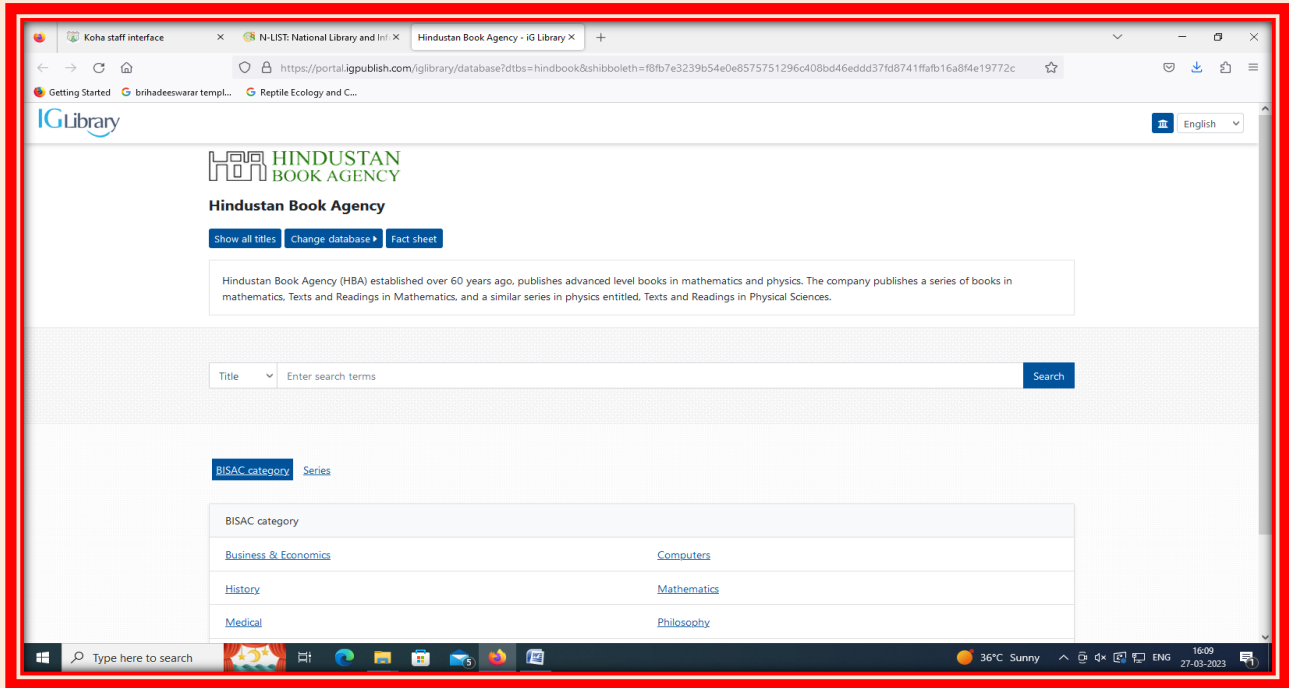 Koha staff interface
N-LIST: National Library and Inf
Hindustan Book Agency - iG Library
https://portal.igpublish.com/iglibrary/database?dtbs=hindbook&shibboleth=f8fb7e3239b54e0e8575751296c408bd46eddd37fd8741ffafb16a8f4e19772c
Getting Started G brihadeeswarar templ... G Reptile Ecology and C...
IGLibrary
English
HINDUSTAN
BOOK AGENCY
Hindustan Book Agency
Show all titles Change database Fact sheet
Hindustan Book Agency (HBA) established over 60 years ago, publishes advanced level books in mathematics and physics. The company publishes a series of books in
mathematics, Texts and Readings in Mathematics, and a similar series in physics entitled, Texts and Readings in Physical Sciences.
Title Enter search terms Search
BISAC category Series
BISAC category
Business & Economics Computers
History Mathematics
Medical Philosophy
Type here to search 5 36°C Sunny ENG 16:09
27-03-2023 1